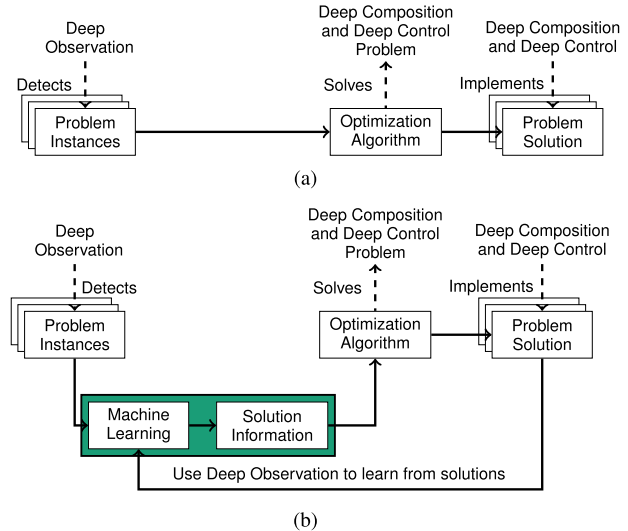 Deep
Observation
Detects
Problem
Instances
Deep Composition
and Deep Control
Problem
Solves
Optimization
Algorithm
Deep Composition
and Deep Control
Implements
Problem
Solution
(a)
Deep
Observation
Detects
Problem
Instances
Deep Composition
and Deep Control
Problem
Solves
Optimization
Algorithm
Deep Composition
and Deep Control
Implements
Problem
Solution
Machine
Learning
Solution
Information
Use Deep Observation to learn from solutions
(b)